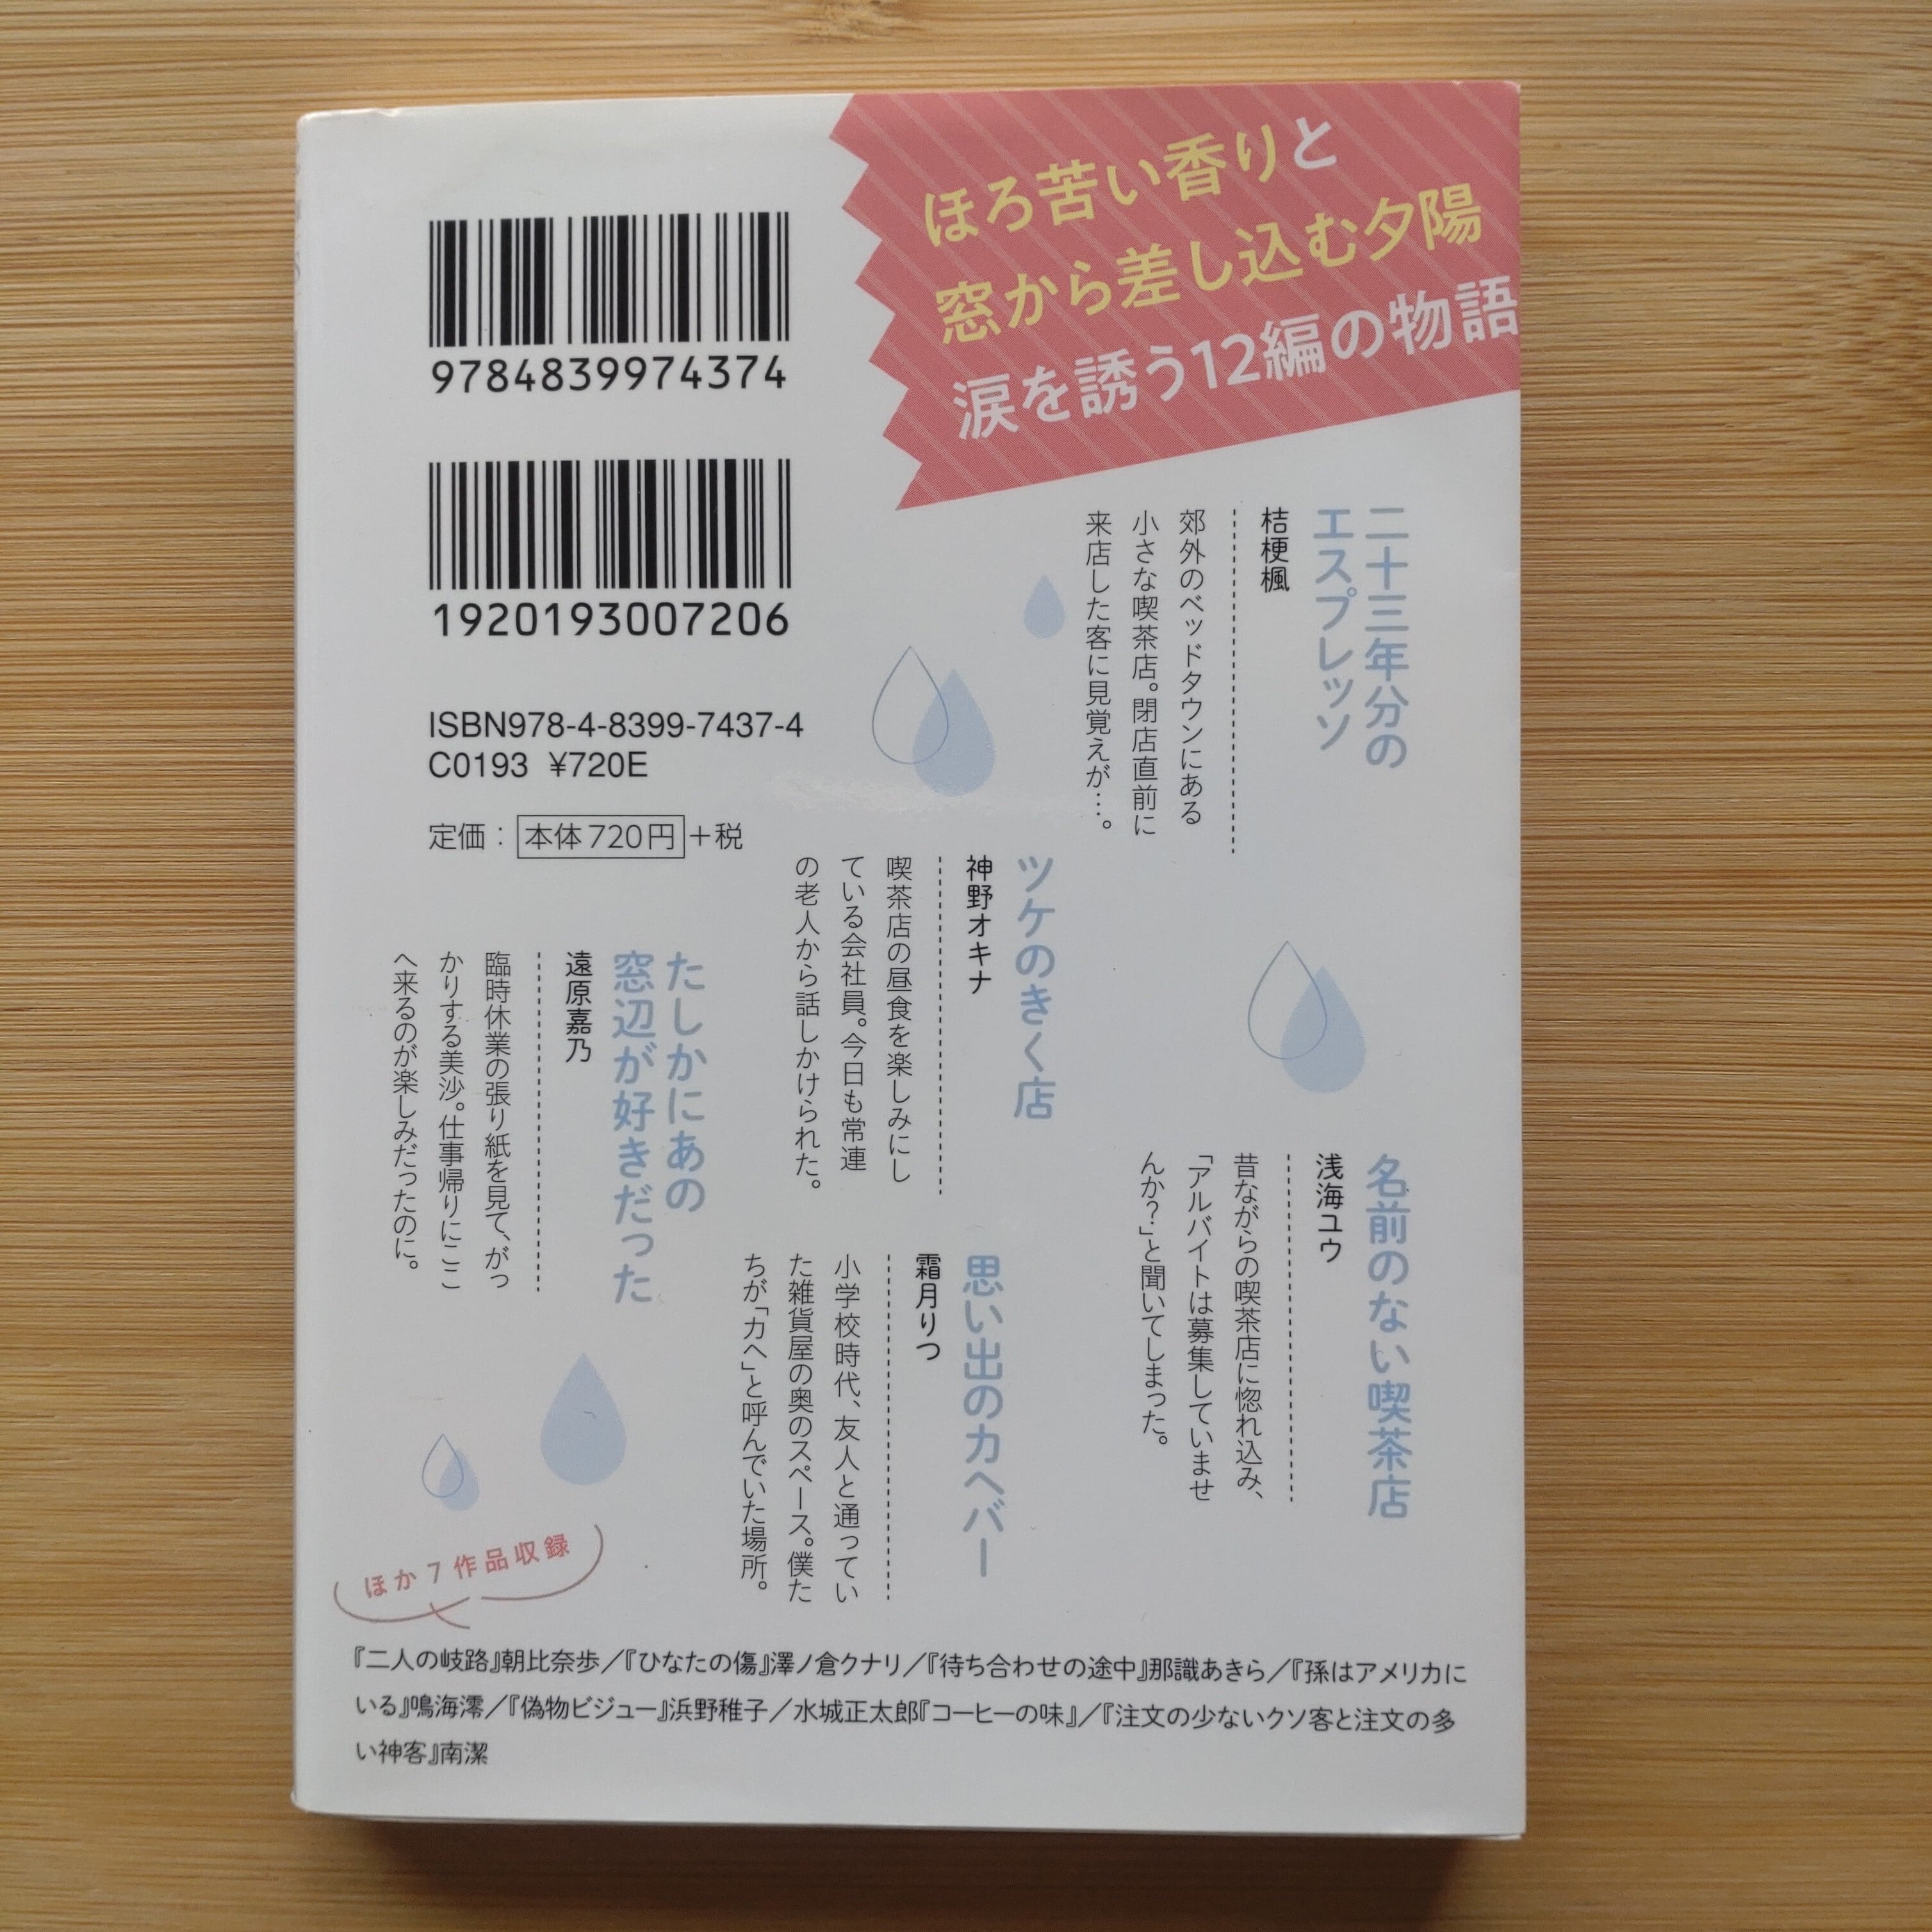 ほろ苦い香りと
窓から差し込む夕陽
涙を誘う12編の物語
9784839974374
1920193007206
ISBN978-4-8399-7437-4
C0193 ¥720E
定価：本体720円＋税
二十三年分の
エスプレッソ
桔梗楓
郊外のベッドタウンにある
小さな喫茶店。閉店直前に
来店した客に見覚えが…。
名前のない喫茶店
浅海ユウ
昔ながらの喫茶店に惚れ込み、
「アルバイトは募集していませ
んか？」と聞いてしまった。
ツケのきく店
神野オキナ
喫茶店の昼食を楽しみにし
ている会社員。今日も常連
の老人から話しかけられた。
思い出のカヘバー
霜月りつ
小学校時代、友人と通ってい
た雑貨屋の奥のスペース。僕た
ちが「カヘ」と呼んでいた場所。
たしかにあの
窓辺が好きだった
遠原嘉乃
臨時休業の張り紙を見て、がっ
かりする美沙。仕事帰りにここ
へ来るのが楽しみだったのに。
ほか7作品収録
『二人の岐路』朝比奈歩／『ひなたの傷』澤ノ倉クナリ／『待ち合わせの途中』那識あきら／『孫はアメリカに
いる』鳴海澪／『偽物ビジュー』浜野稚子／水城正太郎『コーヒーの味』／『注文の少ないクソ客と注文の多
い神客』南潔